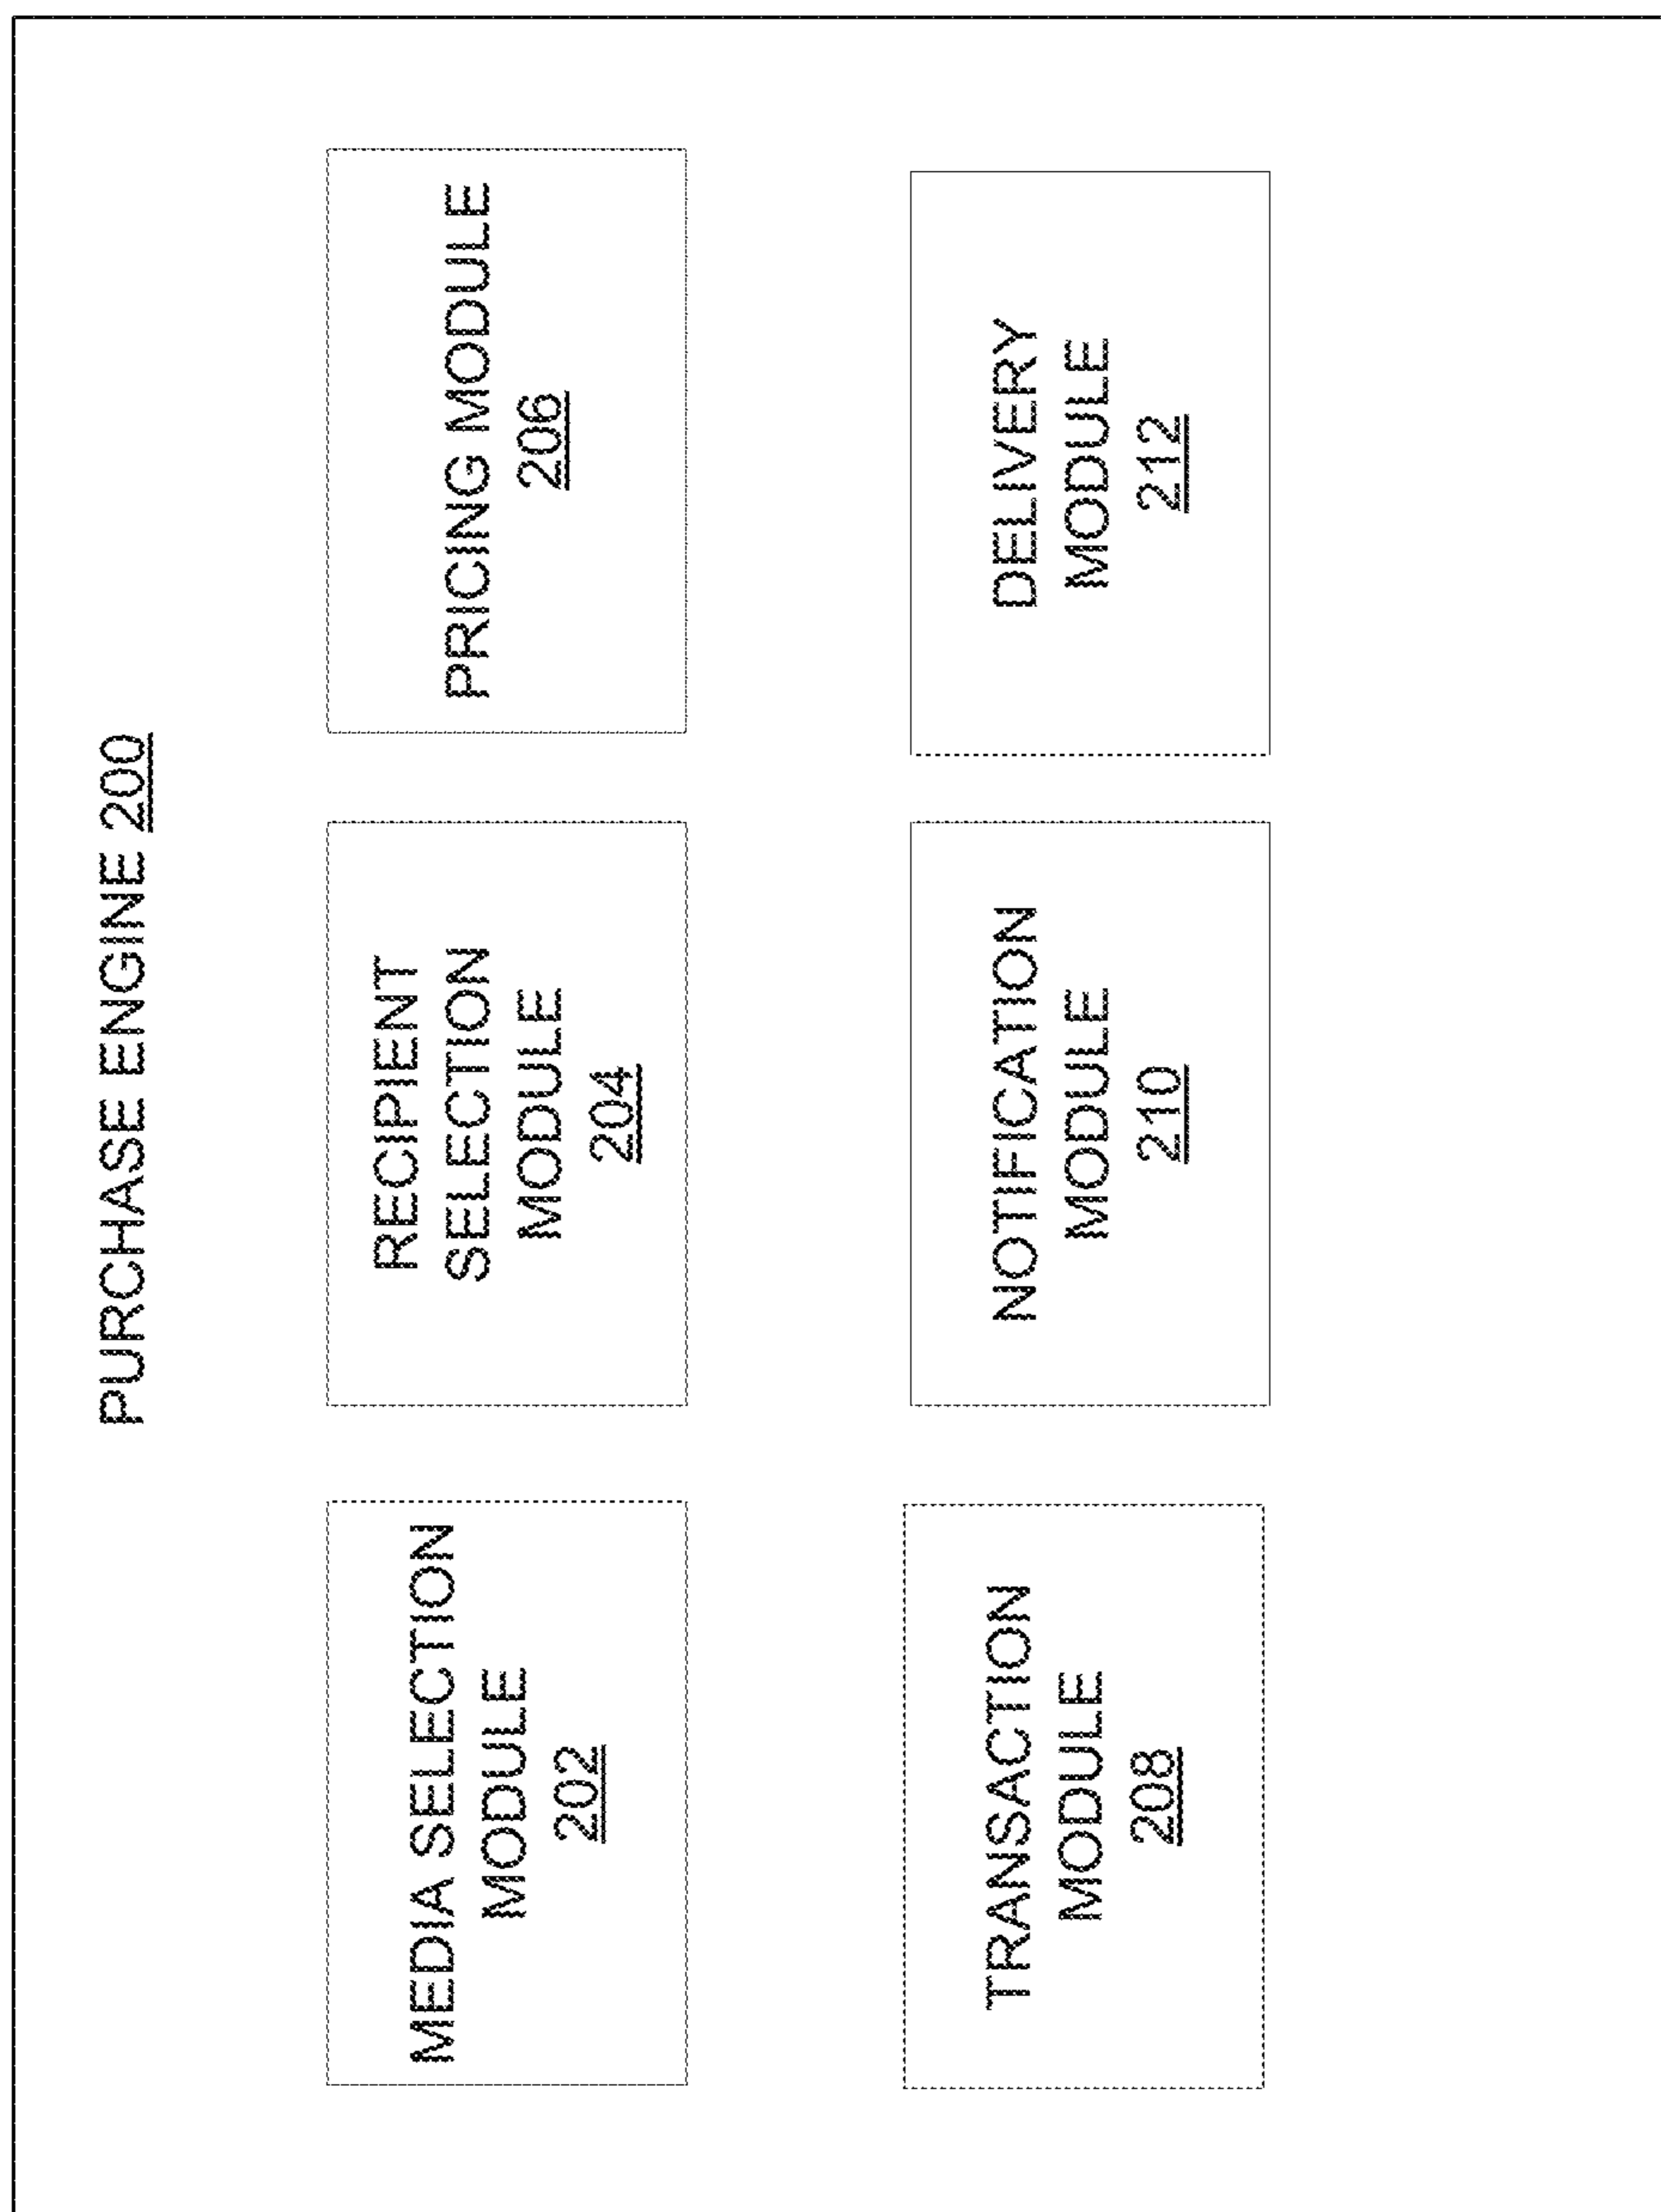 PURCHASE ENGINE 200
MEDIA SELECTION
MODULE
202
RECIPIENT
SELECTION
MODULE
204
PRICING MODULE
206
TRANSACTION
MODULE
208
NOTIFICATION
MODULE
210
DELIVERY
MODULE
212